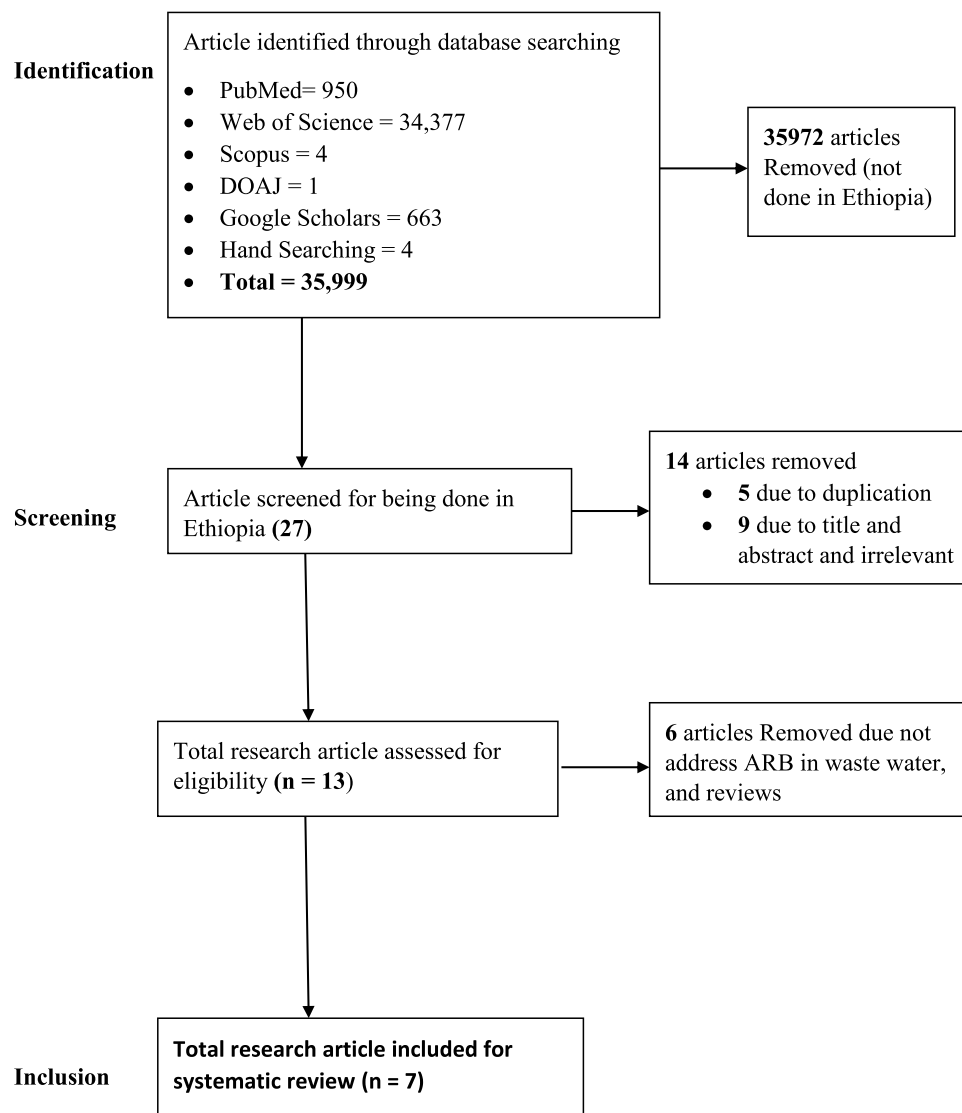 Identification
Article identified through database searching
• PubMed= 950
• Web of Science = 34,377
• Scopus = 4
• DOAJ = 1
• Google Scholars = 663
• Hand Searching = 4
• Total = 35,999
35972 articles
Removed (not
done in Ethiopia)
Screening
Article screened for being done in
Ethiopia (27)
14 articles removed
• 5 due to duplication
• 9 due to title and
abstract and irrelevant
Total research article assessed for
eligibility (n = 13)
6 articles Removed due not
address ARB in waste water,
and reviews
Inclusion
Total research article included for
systematic review (n = 7)